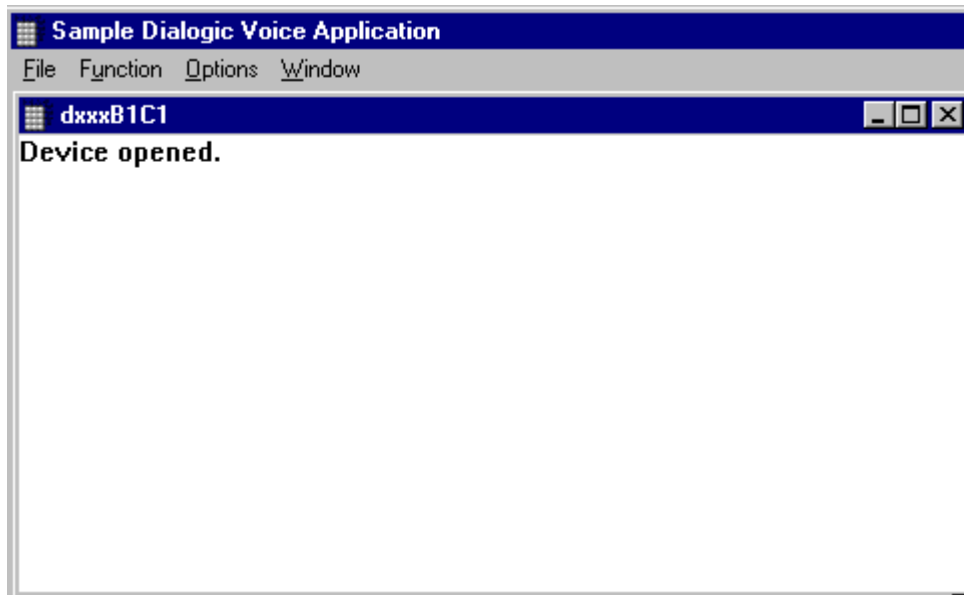 Sample Dialogic Voice Application
File Function Options Window
dxxxB1C1
Device opened.